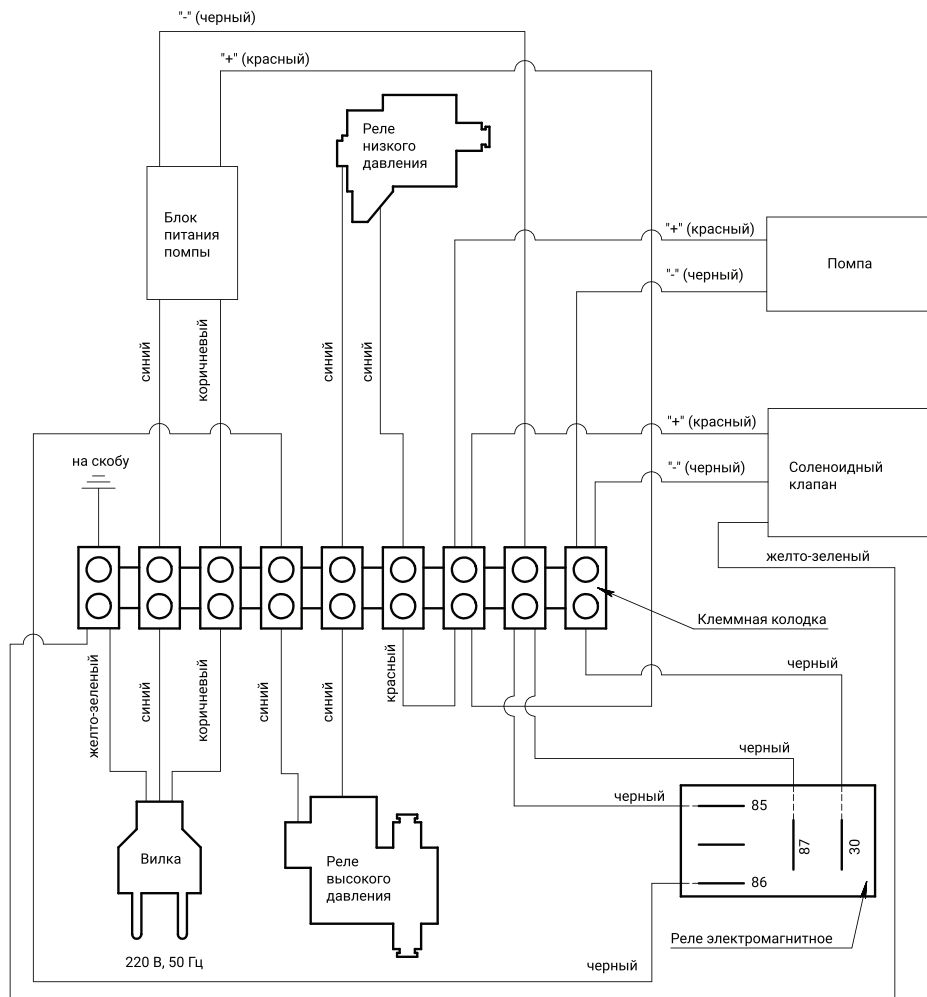 "-" (черный)
"+" (красный)
Реле
низкого
давления
Блок
питания
помпы
"+" (красный)
Помпа
"-" (черный)
синий
коричневый
синий
синий
"+" (красный)
"-" (черный)
Соленоидный
клапан
на скобу
желто-зеленый
Клеммная колодка
желто-зеленый
синий
коричневый
синий
синий
красный
черный
черный
черный
85
87
30
86
Вилка
Реле
высокого
давления
220 В, 50 Гц
Реле электромагнитное
черный